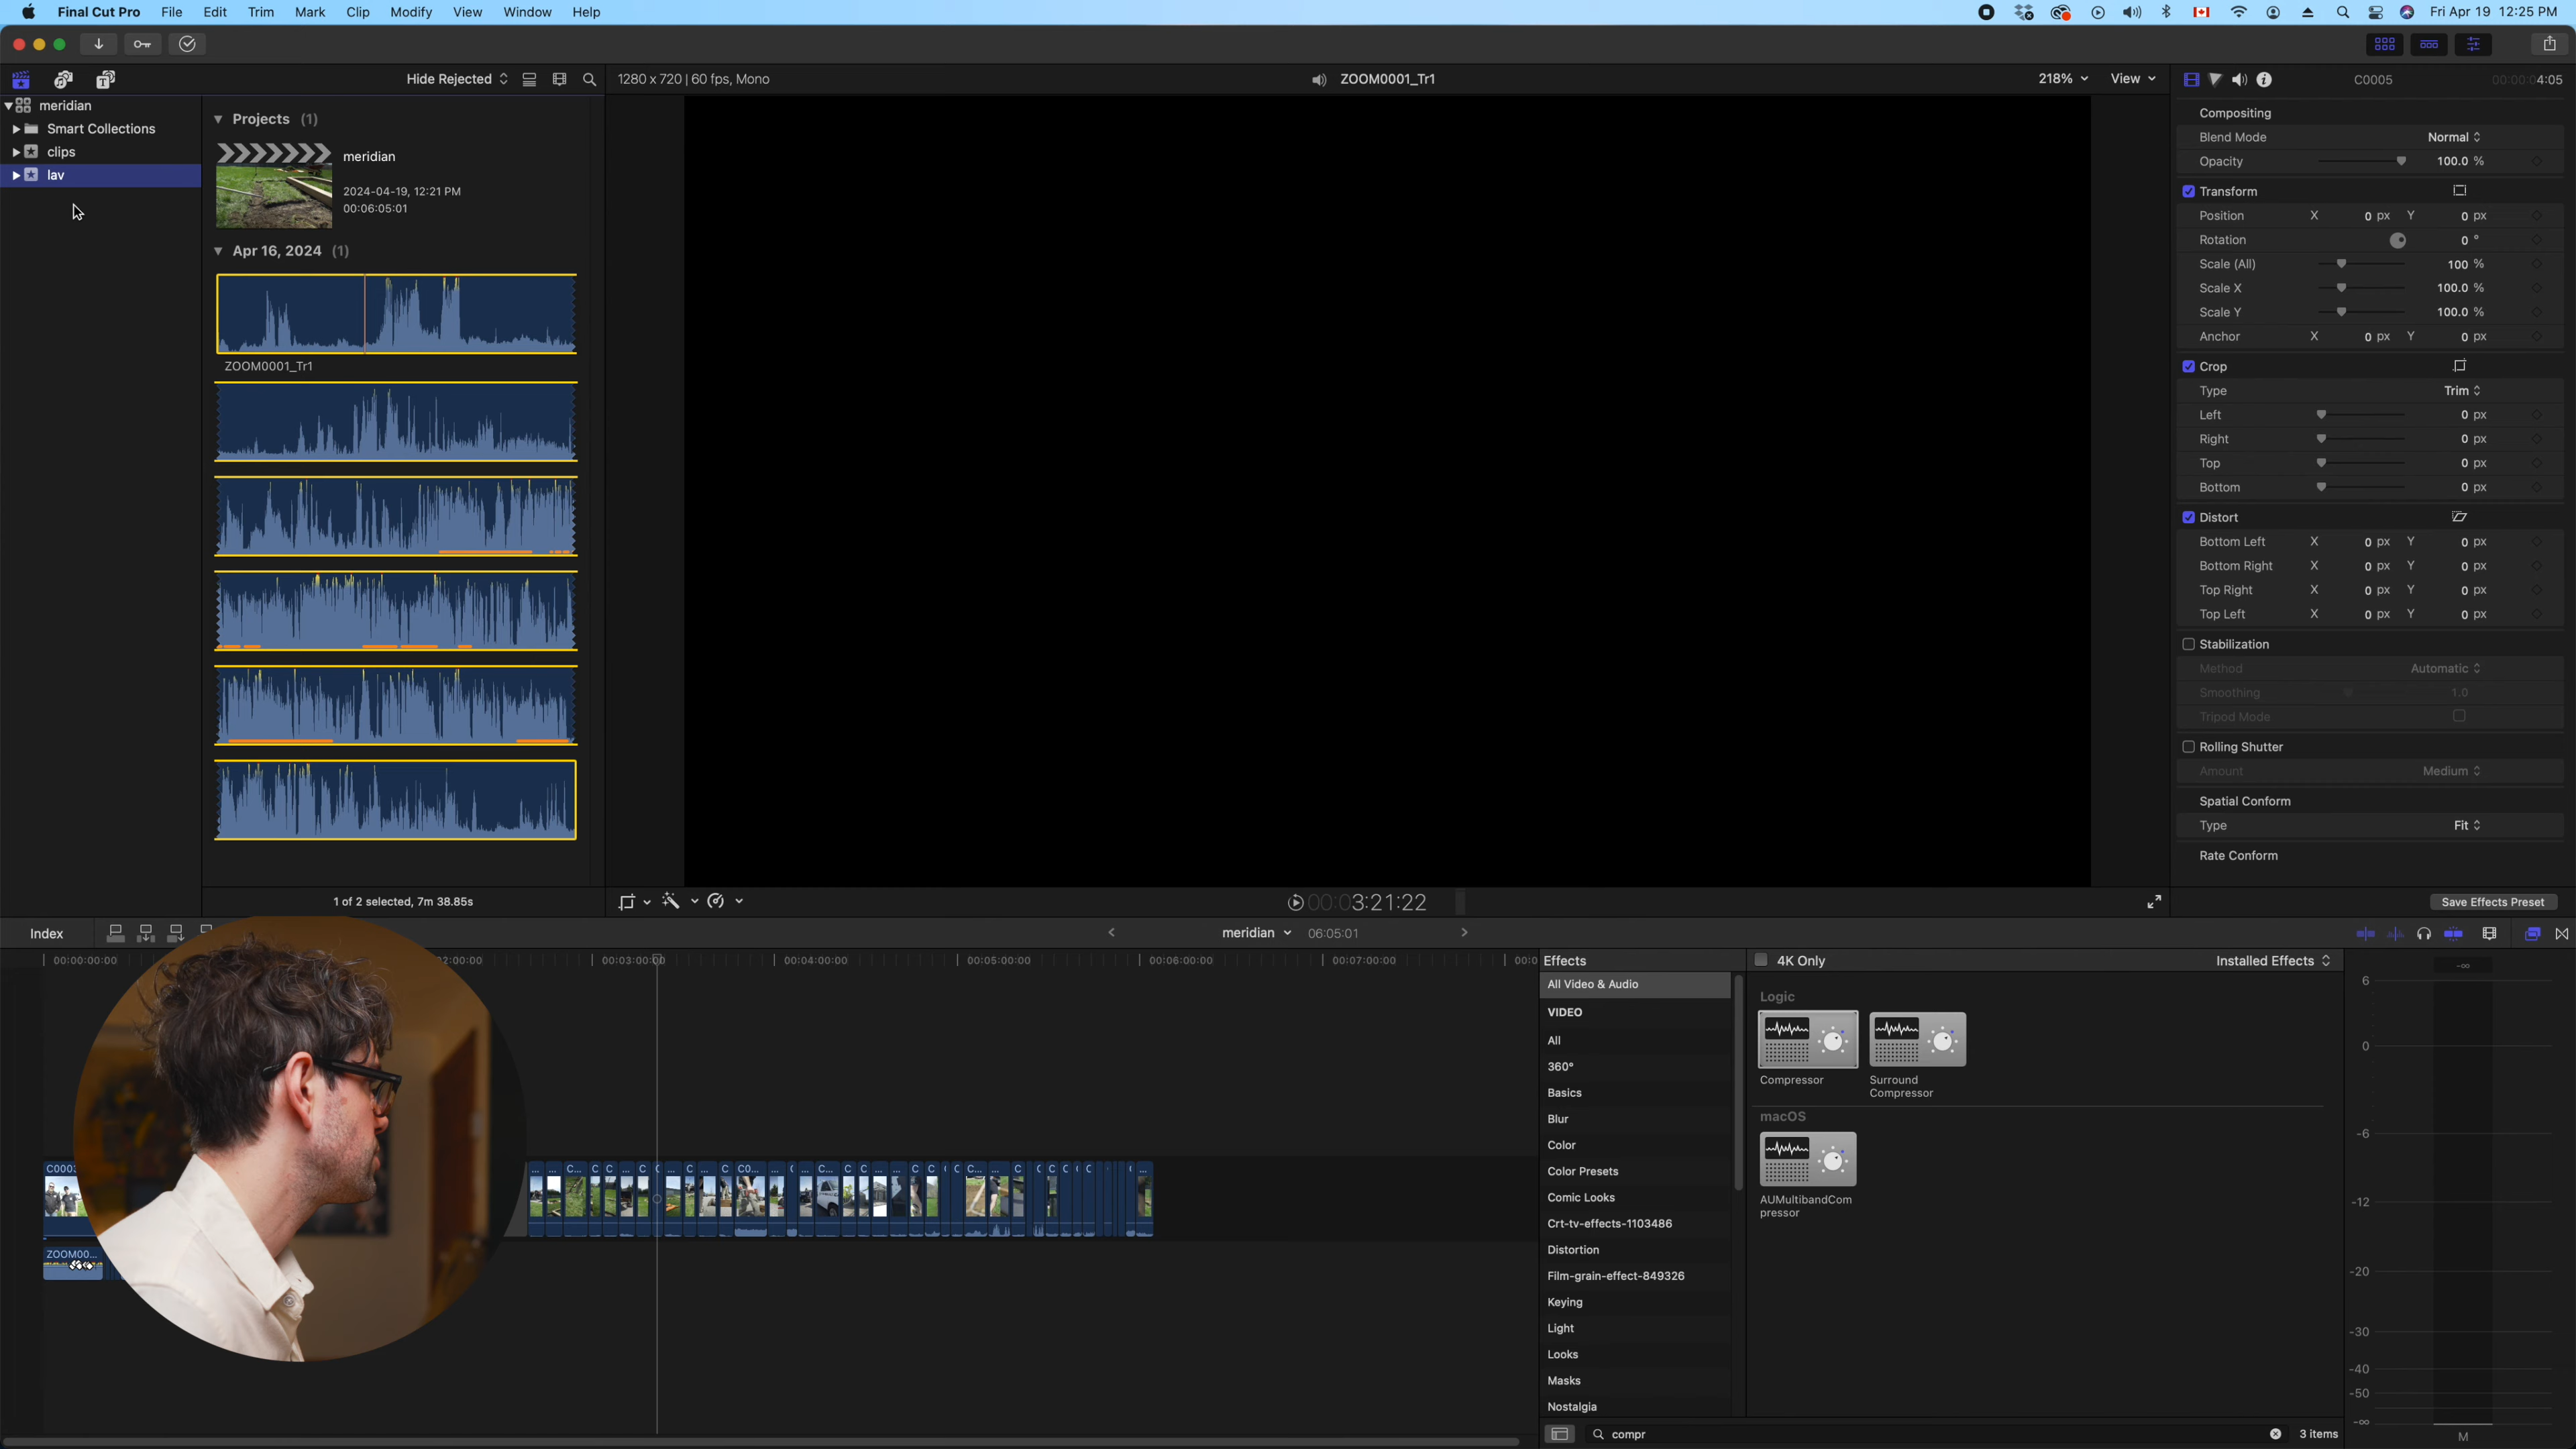 Final Cut Pro File Edit Trim Mark Clip Modify View Window Help Fri Apr 19 12:25 PM
Hide Rejected 1280 x 720 | 60 fps, Mono ZOOM0001_Tr1 218% View C0005 00:00:04:05
meridian
Smart Collections
clips
lav
Projects (1)
meridian
2024-04-19, 12:21 PM
00:06:05:01
Apr 16, 2024 (1)
ZOOM0001_Tr1
1 of 2 selected, 7m 38.85s
00:003:21:22
Compositing
Blend Mode Normal
Opacity 100.0 %
Transform
Position X 0 px Y 0 px
Rotation 0 °
Scale (All) 100 %
Scale X 100.0 %
Scale Y 100.0 %
Anchor X 0 px Y 0 px
Crop
Type Trim
Left 0 px
Right 0 px
Top 0 px
Bottom 0 px
Distort
Bottom Left X 0 px Y 0 px
Bottom Right X 0 px Y 0 px
Top Right X 0 px Y 0 px
Top Left X 0 px Y 0 px
Stabilization
Method Automatic
Smoothing 1.0
Tripod Mode
Rolling Shutter
Amount Medium
Spatial Conform
Type Fit
Rate Conform
Save Effects Preset
Index meridian 06:05:01
00:00:00:00 2:00:00 00:03:00:00 00:04:00:00 00:05:00:00 00:06:00:00 00:07:00:00 00:0
C0003
ZOOM00...
Effects
All Video & Audio
VIDEO
All
360°
Basics
Blur
Color
Color Presets
Comic Looks
Crt-tv-effects-1103486
Distortion
Film-grain-effect-849326
Keying
Light
Looks
Masks
Nostalgia
4K Only Installed Effects
Logic
Compressor
Surround
Compressor
macOS
AUMultibandCom
pressor
compr 3 items
-∞
6
0
-6
-12
-20
-30
-40
-50
-∞
M